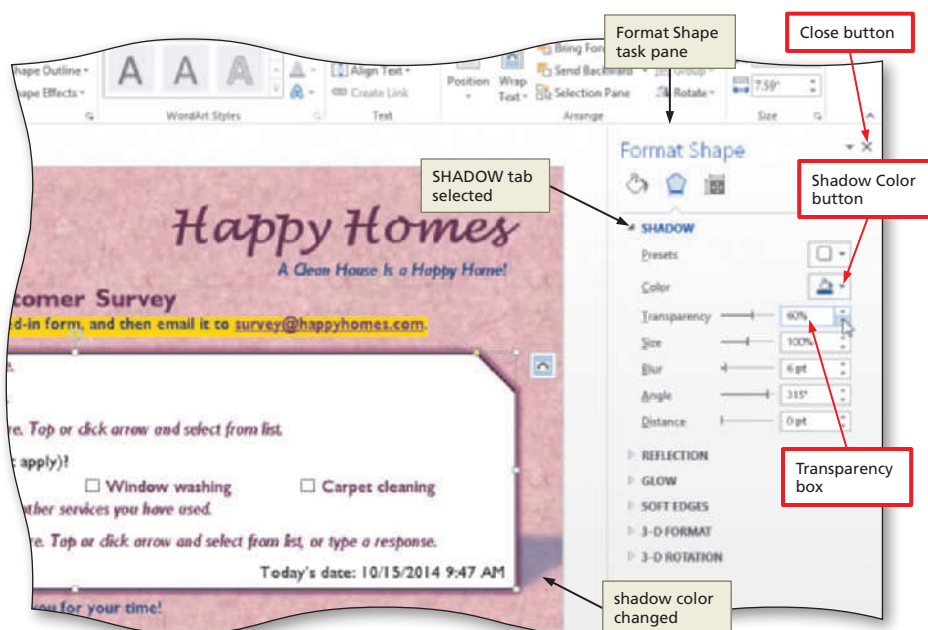 Format Shape
task pane
Close button
Shape Outline
Shape Effects
A A A
WordArt Styles
Align Text
Create Link
Text
Position
Wrap
Text
Bring For
Send Backward
Selection Pane
Group
Rotate
Arrange
7.59"
Size
Format Shape
SHADOW tab
selected
Shadow Color
button
SHADOW
Presets
Color
Transparency 60%
Size 100%
Blur 6 pt
Angle 315°
Distance 0 pt
REFLECTION
GLOW
SOFT EDGES
3-D FORMAT
3-D ROTATION
Transparency
box
Happy Homes
A Clean House Is a Happy Home!
tomer Survey
d-in form, and then email it to survey@happyhomes.com.
re. Tap or click arrow and select from list.
t apply)?
Window washing
Carpet cleaning
ther services you have used.
re. Tap or click arrow and select from list, or type a response.
Today's date: 10/15/2014 9:47 AM
you for your time!
shadow color
changed